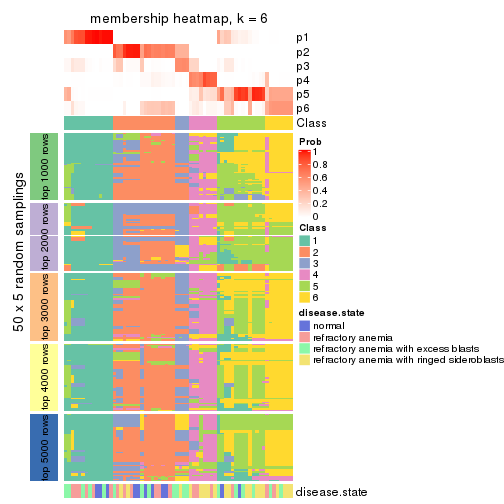 membership heatmap, k = 6
p1
p2
p3
p4
p5
p6
Class
50 x 5 random samplings
top 1000 rows
top 2000 rows
top 3000 rows
top 4000 rows
top 5000 rows
disease.state
Prob
1
0.8
0.6
0.4
0.2
0
Class
1
2
3
4
5
6
disease.state
normal
refractory anemia
refractory anemia with excess blasts
refractory anemia with ringed sideroblasts